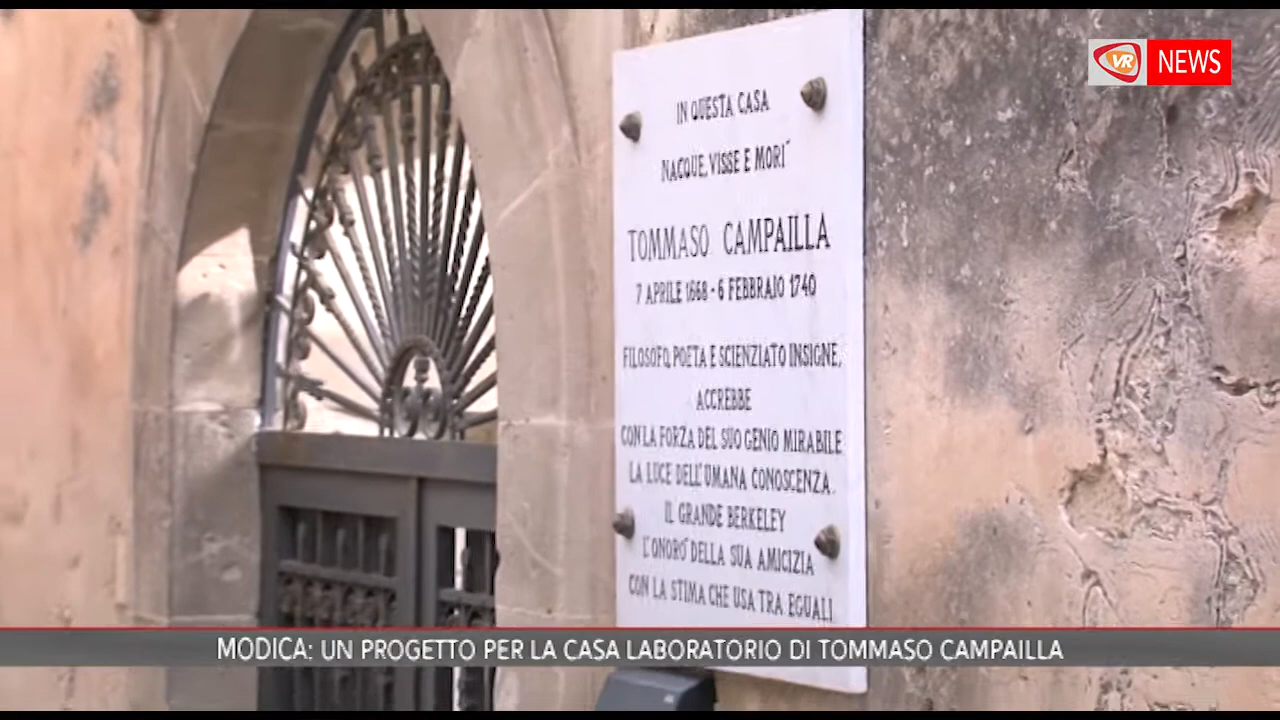 VR NEWS
IN QUESTA CASA
NACQUE, VISSE E MORI´
TOMMASO CAMPAILLA
7 APRILE 1668 - 6 FEBBRAIO 1740
FILOSOFO, POETA E SCIENZIATO INSIGNE,
ACCREBBE
CON LA FORZA DEL SUO GENIO MIRABILE
LA LUCE DELL'UMANA CONOSCENZA.
IL GRANDE BERKELEY
L'ONORO´ DELLA SUA AMICIZIA
CON LA STIMA CHE USA TRA EGUALI
MODICA: UN PROGETTO PER LA CASA LABORATORIO DI TOMMASO CAMPAILLA